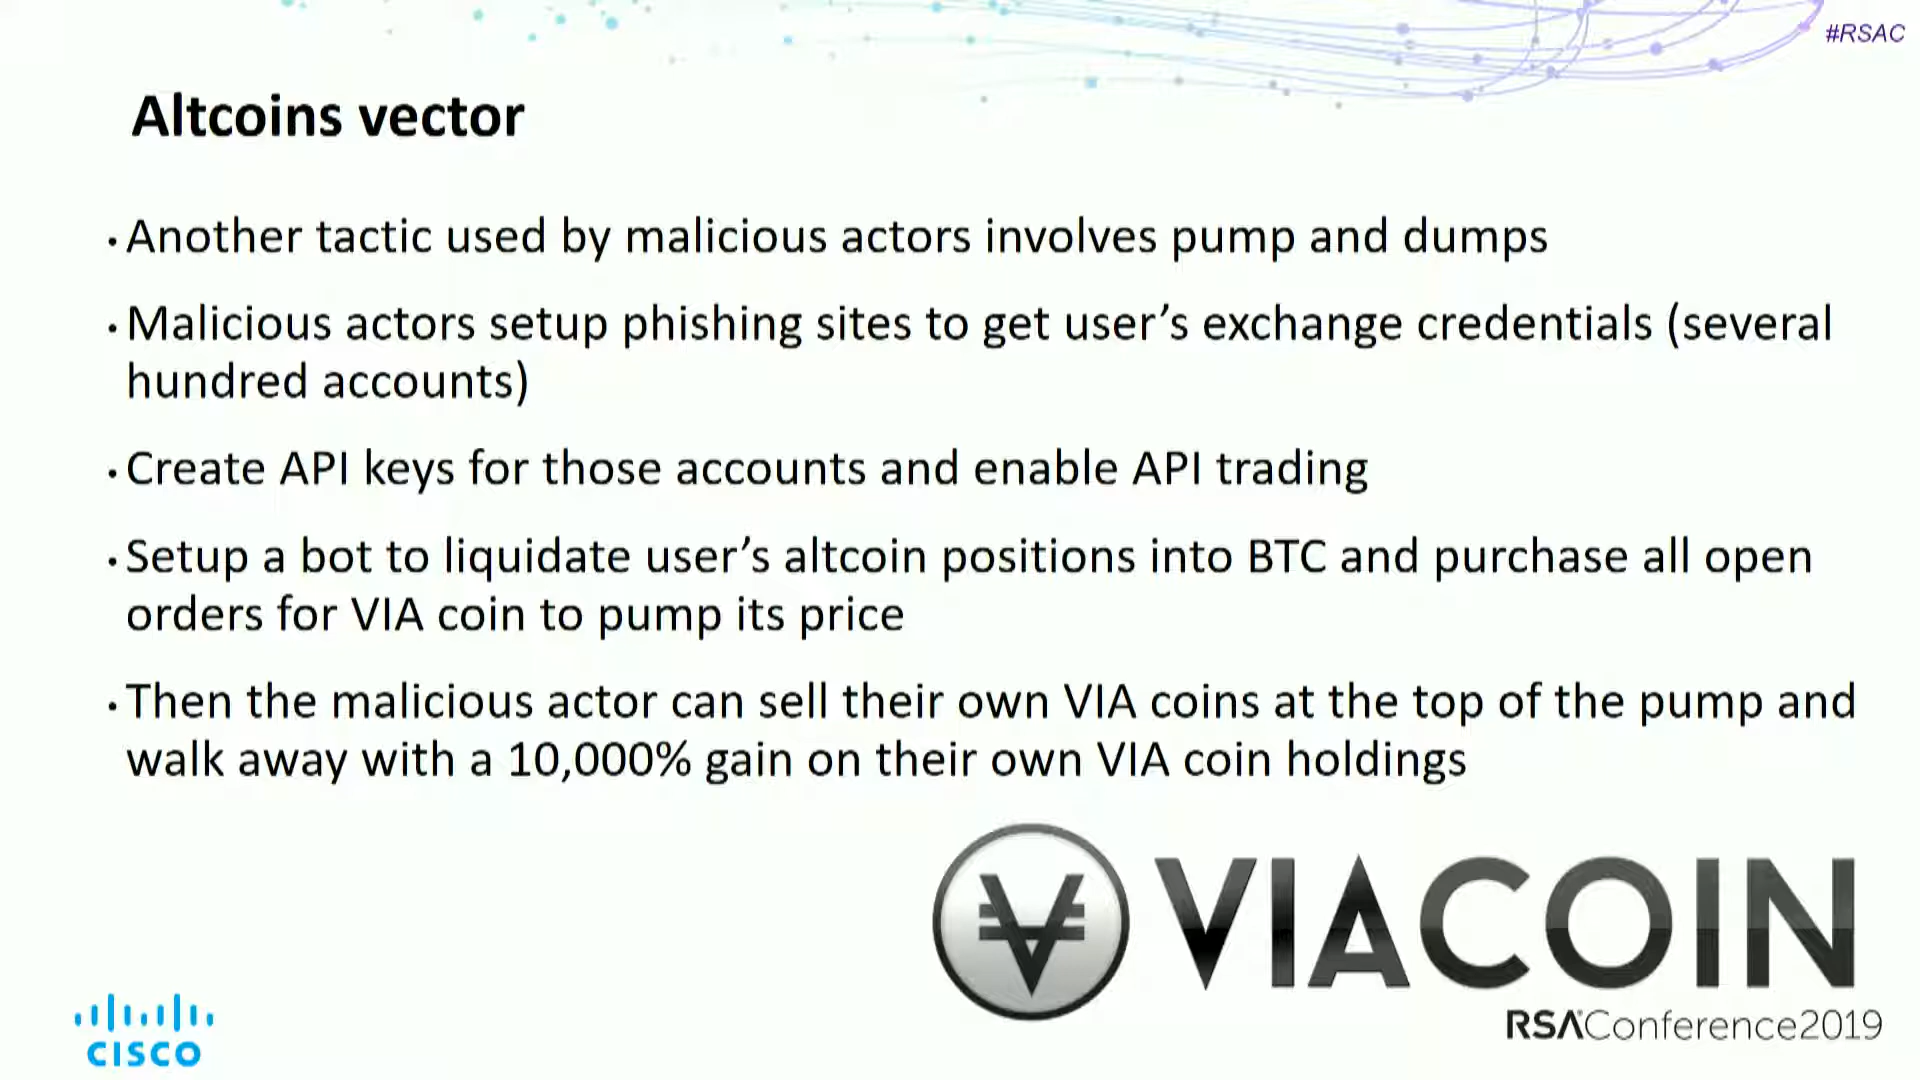 #RSAC
Altcoins vector
• Another tactic used by malicious actors involves pump and dumps
• Malicious actors setup phishing sites to get user’s exchange credentials (several
hundred accounts)
• Create API keys for those accounts and enable API trading
• Setup a bot to liquidate user’s altcoin positions into BTC and purchase all open
orders for VIA coin to pump its price
• Then the malicious actor can sell their own VIA coins at the top of the pump and
walk away with a 10,000% gain on their own VIA coin holdings
VIACOIN
CISCO
RSAConference2019